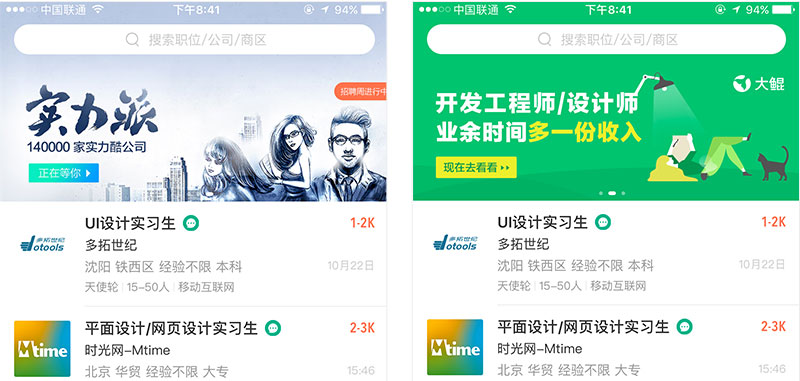 中国联通 下午8:41 94%
搜索职位/公司/商区
招聘周进行中
实力派
140000 家实力酷公司
正在等你
UI设计实习生 1-2K
多拓世纪
多拓世纪
dotools
沈阳 铁西区 经验不限 本科 10月22日
天使轮 15-50人 移动互联网
平面设计/网页设计实习生 2-3K
Mtime
时光网-Mtime
北京 华贸 经验不限 大专 15:46
中国联通 下午8:41 94%
搜索职位/公司/商区
大鲲
开发工程师/设计师
业余时间多一份收入
现在去看看
UI设计实习生 1-2K
多拓世纪
多拓世纪
dotools
沈阳 铁西区 经验不限 本科 10月22日
天使轮 15-50人 移动互联网
平面设计/网页设计实习生 2-3K
Mtime
时光网-Mtime
北京 华贸 经验不限 大专 15:46